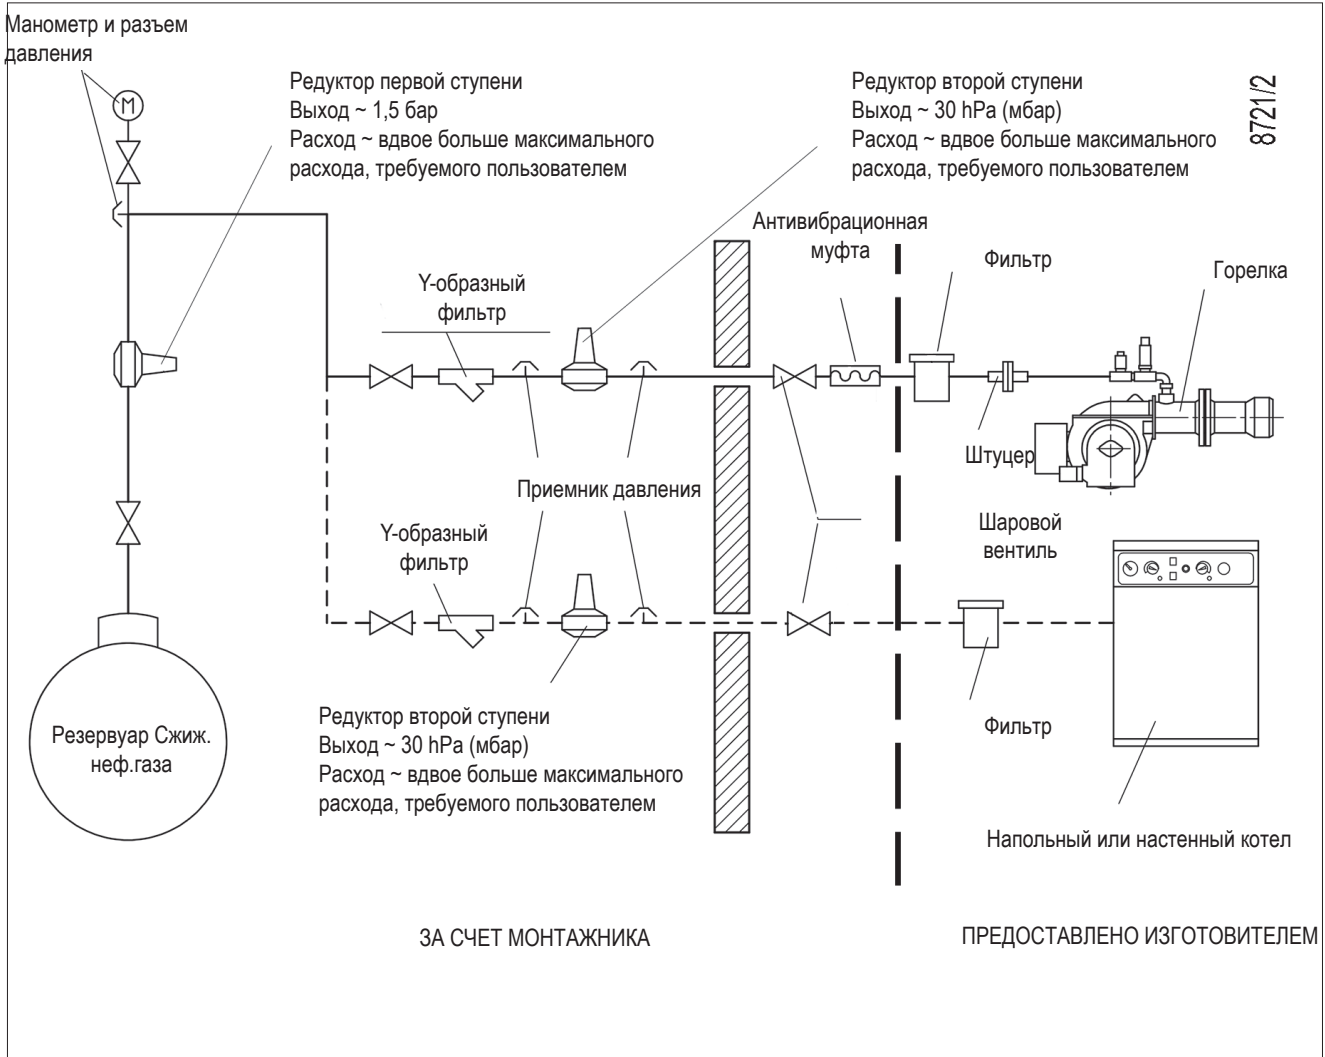 Манометр и разъем
давления
M
Редуктор первой ступени
Выход ~ 1,5 бар
Расход ~ вдвое больше максимального
расхода, требуемого пользователем
Редуктор второй ступени
Выход ~ 30 hPa (мбар)
Расход ~ вдвое больше максимального
расхода, требуемого пользователем
8721/2
Антивибрационная
муфта
Фильтр
Горелка
Y-образный
фильтр
Штуцер
Приемник давления
Y-образный
фильтр
Шаровой
вентиль
Резервуар Сжиж.
неф.газа
Редуктор второй ступени
Выход ~ 30 hPa (мбар)
Расход ~ вдвое больше максимального
расхода, требуемого пользователем
Фильтр
Напольный или настенный котел
ЗА СЧЕТ МОНТАЖНИКА
ПРЕДОСТАВЛЕНО ИЗГОТОВИТЕЛЕМ